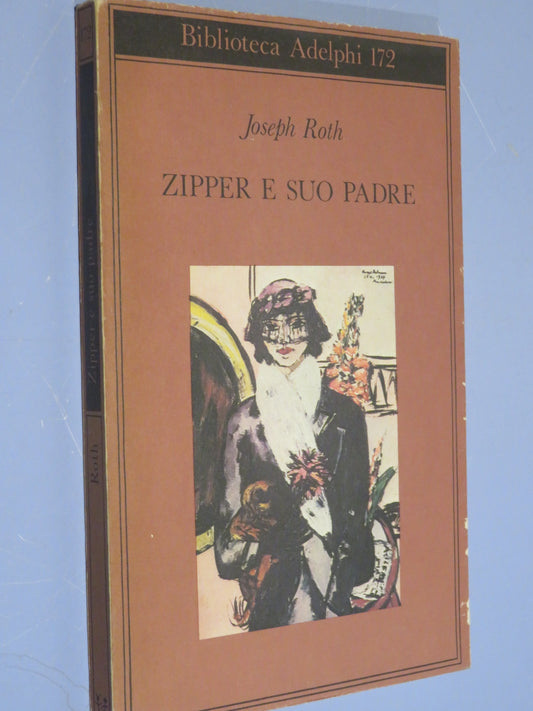 Biblioteca Adelphi 172
Joseph Roth
ZIPPER E SUO PADRE
Zipper e suo padre
Roth